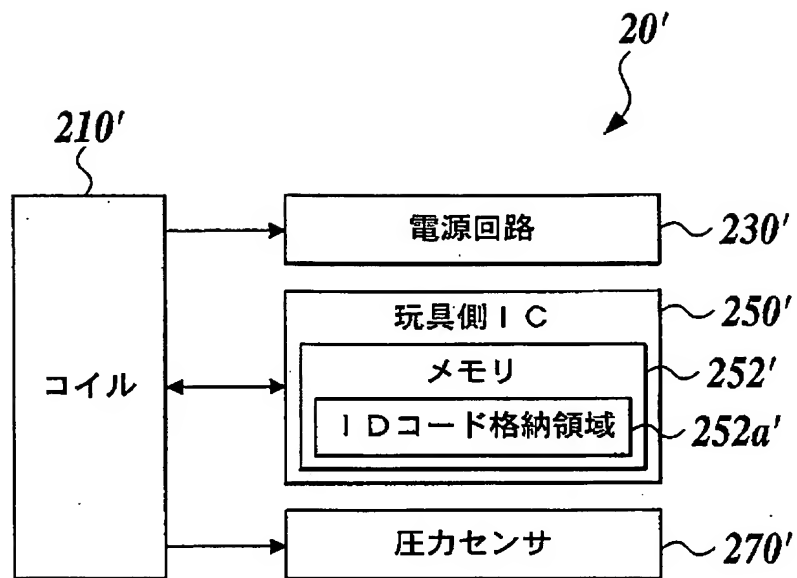 20'
210'
電源回路
230'
玩具側IC
250'
メモリ
252'
コイル
IDコード格納領域
252a'
圧力センサ
270'